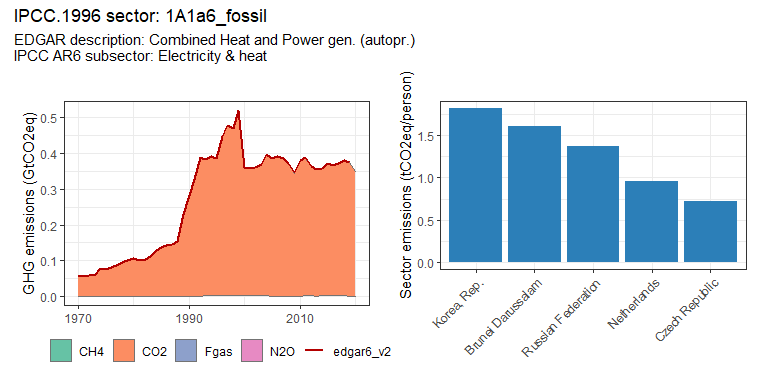 IPCC.1996 sector: 1A1a6_fossil
EDGAR description: Combined Heat and Power gen. (autopr.)
IPCC AR6 subsector: Electricity & heat
GHG emissions (GtCO2eq)
0.5
0.4
0.3
0.2
0.1
0.0
1970
1990
2010
CH4
CO2
Fgas
N2O
edgar6_v2
Sector emissions (tCO2eq/person)
1.5
1.0
0.5
0.0
Korea, Rep.
Brunei Darussalam
Russian Federation
Netherlands
Czech Republic